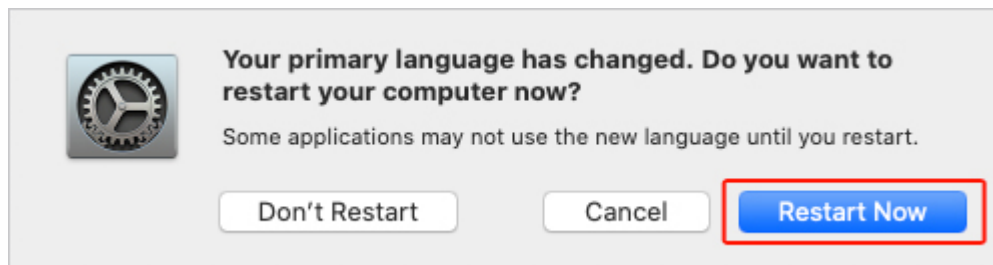 Your primary language has changed. Do you want to
restart your computer now?
Some applications may not use the new language until you restart.
Don't Restart Cancel Restart Now